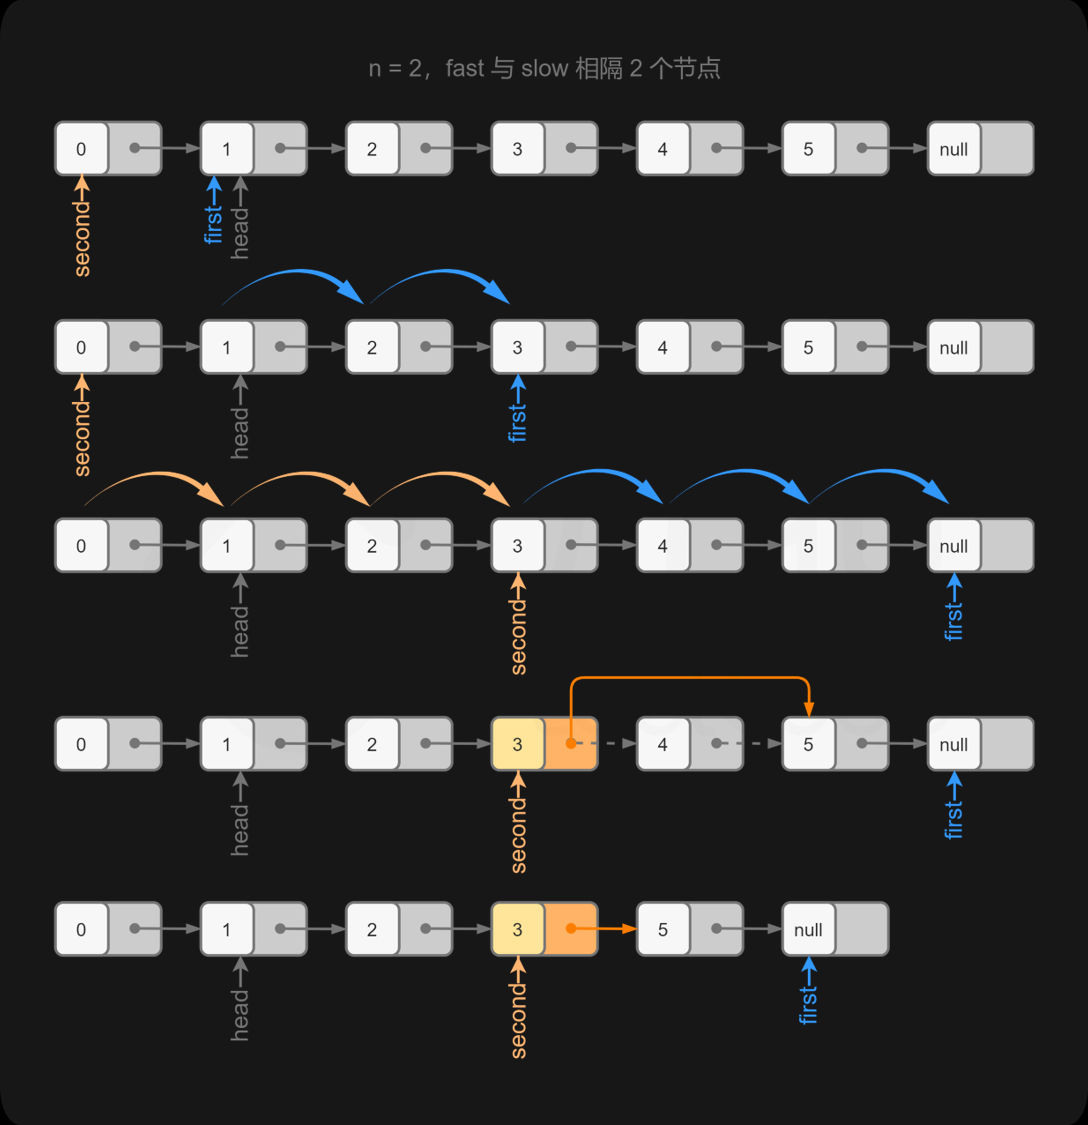 n = 2，fast 与 slow 相隔 2 个节点
0 1 2 3 4 5 null
second first head
0 1 2 3 4 5 null
second head first
0 1 2 3 4 5 null
head second first
0 1 2 3 4 5 null
head second first
0 1 2 3 5 null
head second first